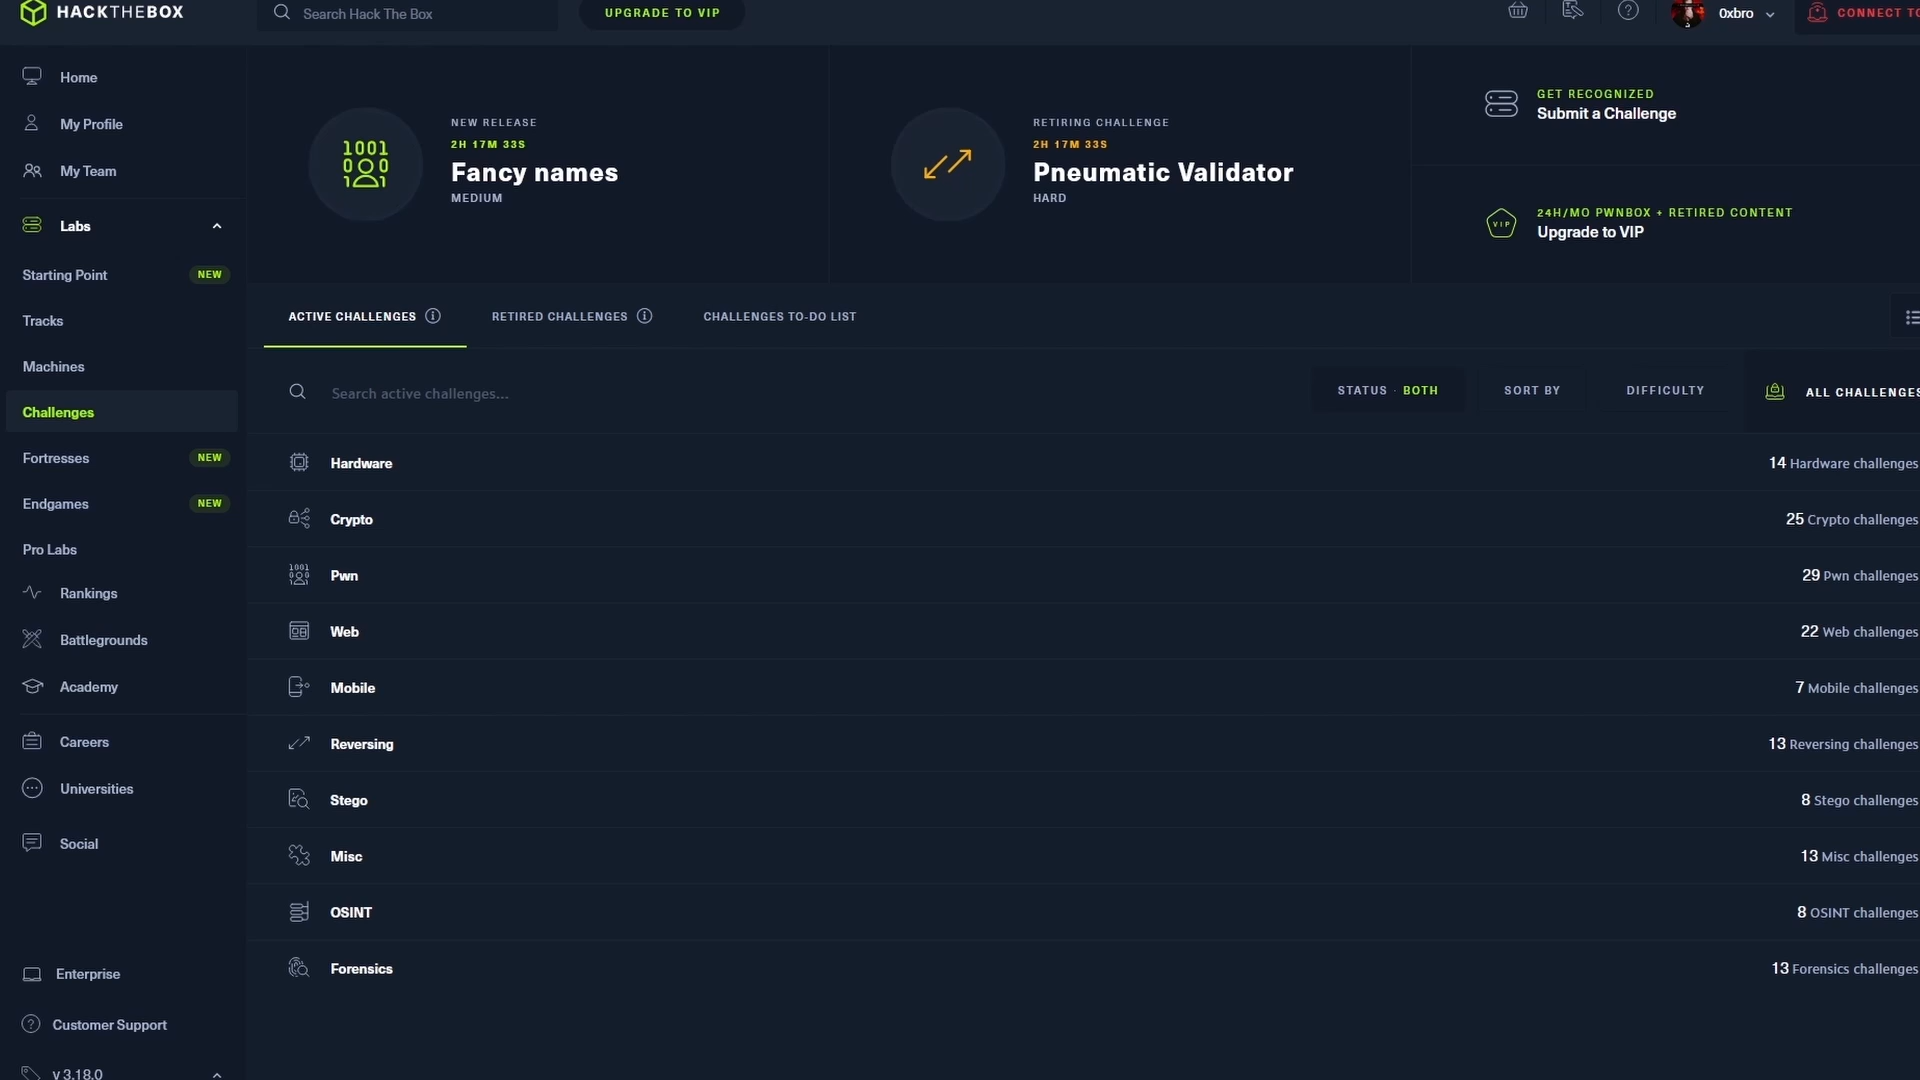 HACKTHEBOX
Search Hack The Box
UPGRADE TO VIP
0xbro
CONNECT TO
Home
My Profile
My Team
Labs
Starting Point NEW
Tracks
Machines
Challenges
Fortresses NEW
Endgames NEW
Pro Labs
Rankings
Battlegrounds
Academy
Careers
Universities
Social
Enterprise
Customer Support
v 3.18.0
1001
NEW RELEASE
2H 17M 33S
Fancy names
MEDIUM
RETIRING CHALLENGE
2H 17M 33S
Pneumatic Validator
HARD
GET RECOGNIZED
Submit a Challenge
VIP
24H/MO PWNBOX + RETIRED CONTENT
Upgrade to VIP
ACTIVE CHALLENGES
RETIRED CHALLENGES
CHALLENGES TO-DO LIST
Search active challenges...
STATUS · BOTH
SORT BY
DIFFICULTY
ALL CHALLENGES
Hardware 14 Hardware challenges
Crypto 25 Crypto challenges
Pwn 29 Pwn challenges
Web 22 Web challenges
Mobile 7 Mobile challenges
Reversing 13 Reversing challenges
Stego 8 Stego challenges
Misc 13 Misc challenges
OSINT 8 OSINT challenges
Forensics 13 Forensics challenges